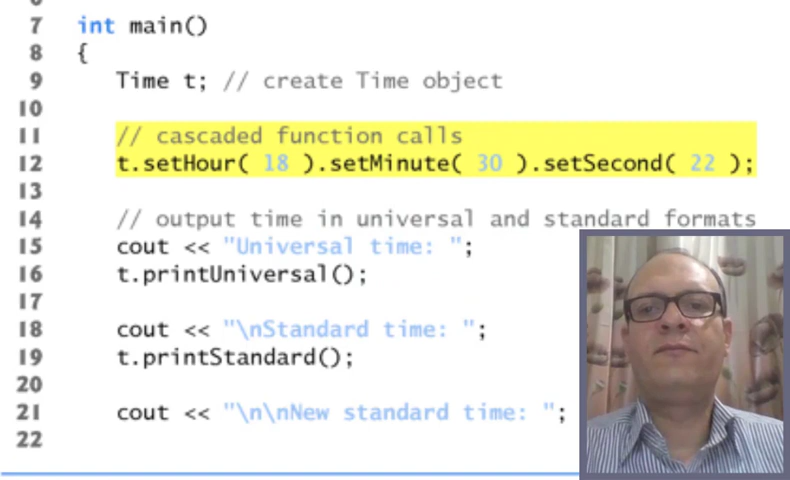 7 int main()
8 {
9 Time t; // create Time object
10
11 // cascaded function calls
12 t.setHour( 18 ).setMinute( 30 ).setSecond( 22 );
13
14 // output time in universal and standard formats
15 cout << "Universal time: ";
16 t.printUniversal();
17
18 cout << "\nStandard time: ";
19 t.printStandard();
20
21 cout << "\n\nNew standard time: ";
22